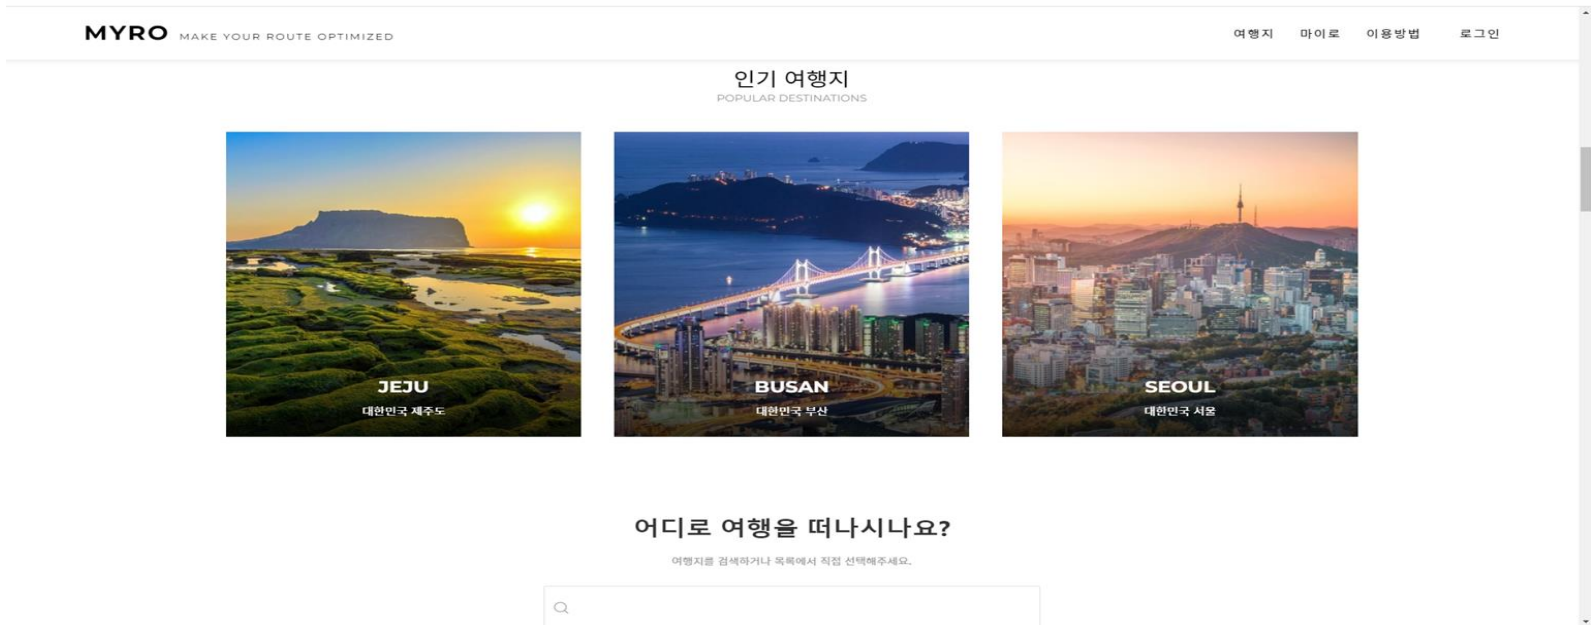 MYRO MAKE YOUR ROUTE OPTIMIZED 여행지 마이로 이용방법 로그인
인기 여행지
POPULAR DESTINATIONS
JEJU
대한민국 제주도
BUSAN
대한민국 부산
SEOUL
대한민국 서울
어디로 여행을 떠나시나요?
여행지를 검색하거나 목록에서 직접 선택해주세요.